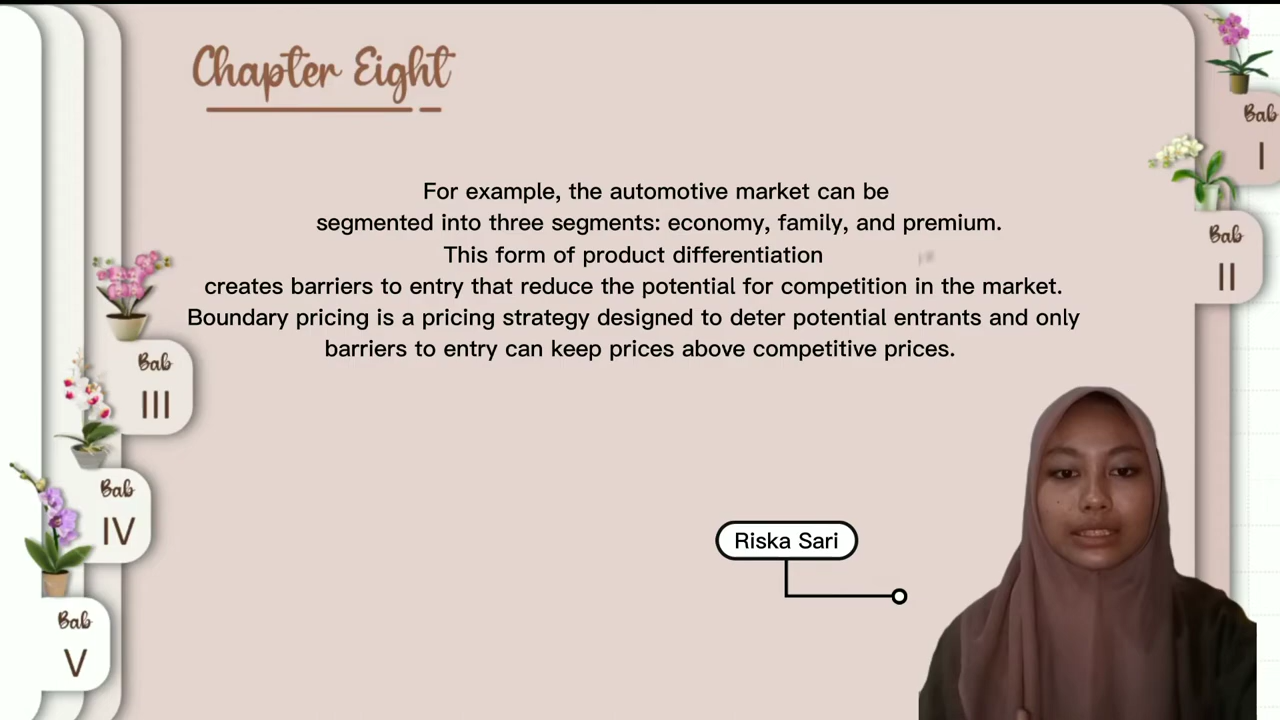 Chapter Eight
For example, the automotive market can be
segmented into three segments: economy, family, and premium.
This form of product differentiation
creates barriers to entry that reduce the potential for competition in the market.
Boundary pricing is a pricing strategy designed to deter potential entrants and only
barriers to entry can keep prices above competitive prices.
Riska Sari
Bab
I
Bab
II
Bab
III
Bab
IV
Bab
V